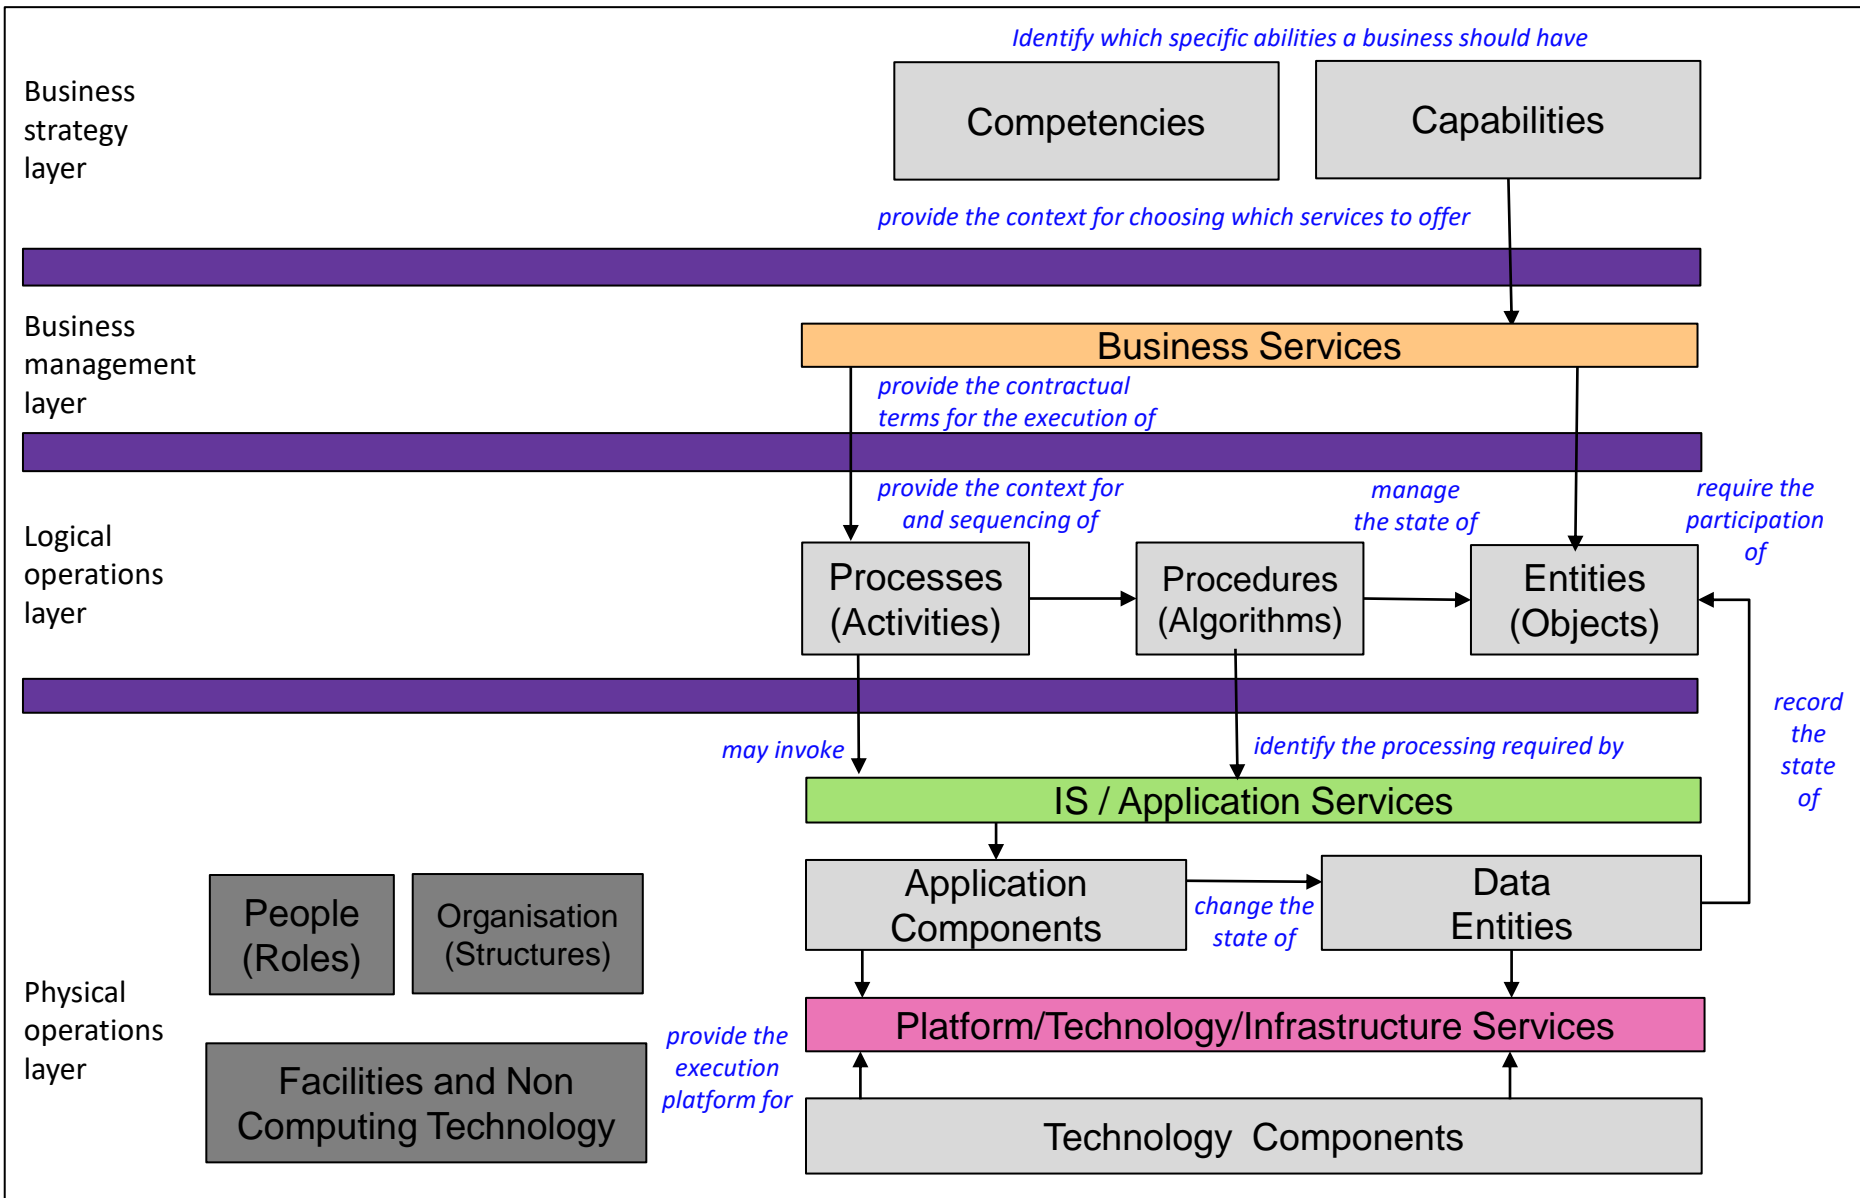 Identify which specific abilities a business should have
Business
strategy
layer
Competencies
Capabilities
provide the context for choosing which services to offer
Business
management
layer
Business Services
provide the contractual
terms for the execution of
provide the context for
and sequencing of
manage
the state of
require the
participation
of
Logical
operations
layer
Processes
(Activities)
Procedures
(Algorithms)
Entities
(Objects)
may invoke
identify the processing required by
record
the
state
of
IS / Application Services
Application
Components
change the
state of
Data
Entities
People
(Roles)
Organisation
(Structures)
Physical
operations
layer
Platform/Technology/Infrastructure Services
provide the
execution
platform for
Facilities and Non
Computing Technology
Technology Components